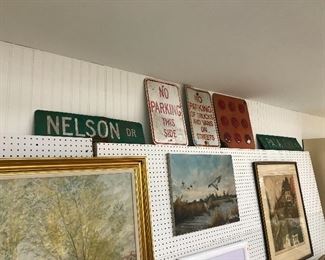 NELSON DR
NO
PARKING
THIS
SIDE
NO
PARKING
OF TRUCKS
AND VANS
ON
STREETS